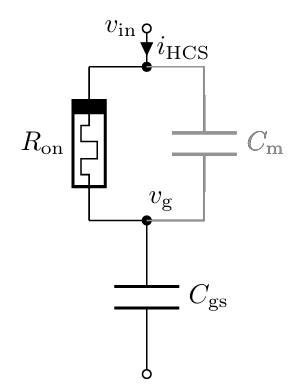 v_in
i_HCS
R_on
C_m
v_g
C_gs